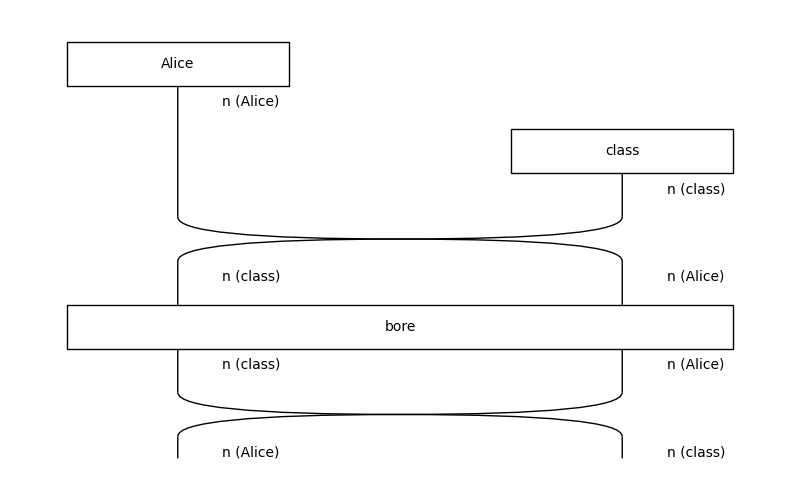 Alice
n (Alice)
class
n (class)
n (class) n (Alice)
bore
n (class) n (Alice)
n (Alice) n (class)